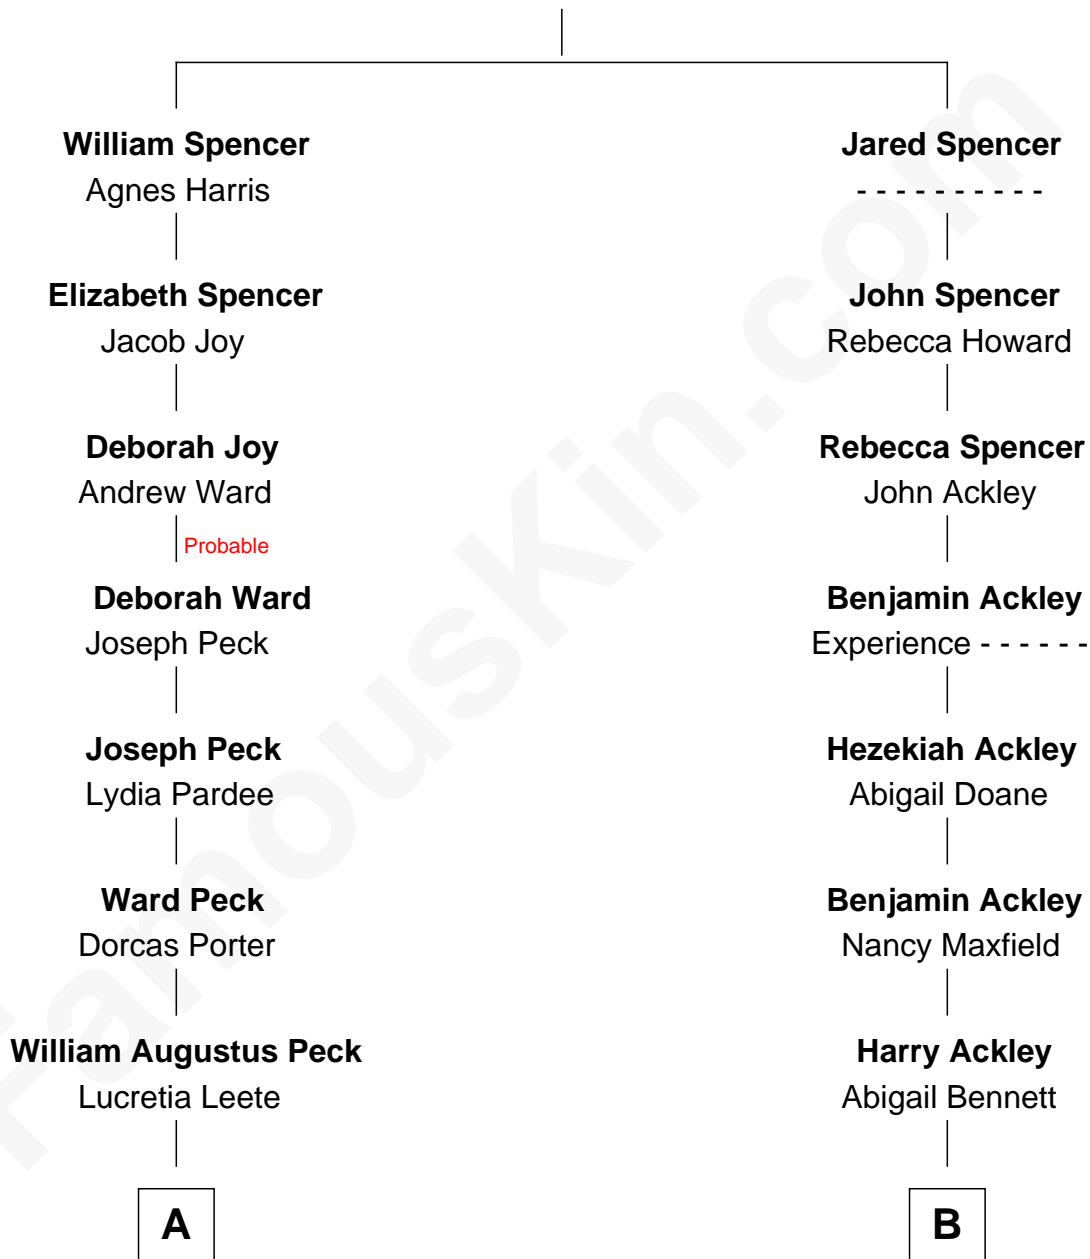 William Spencer
Agnes Harris
Elizabeth Spencer
Jacob Joy
Deborah Joy
Andrew Ward
Probable
Deborah Ward
Joseph Peck
Joseph Peck
Lydia Pardee
Ward Peck
Dorcas Porter
William Augustus Peck
Lucretia Leete
A
Jared Spencer
- - - - - - - - - -
John Spencer
Rebecca Howard
Rebecca Spencer
John Ackley
Benjamin Ackley
Experience - - - - - -
Hezekiah Ackley
Abigail Doane
Benjamin Ackley
Nancy Maxfield
Harry Ackley
Abigail Bennett
B
FamousKin.com